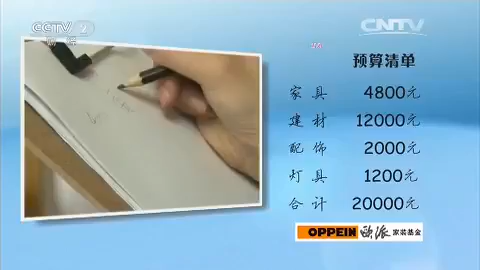 CCTV 2
CNTV
预算清单
家具 4800元
建材 12000元
配饰 2000元
灯具 1200元
合计 20000元
OPPEIN 欧派 家装基金